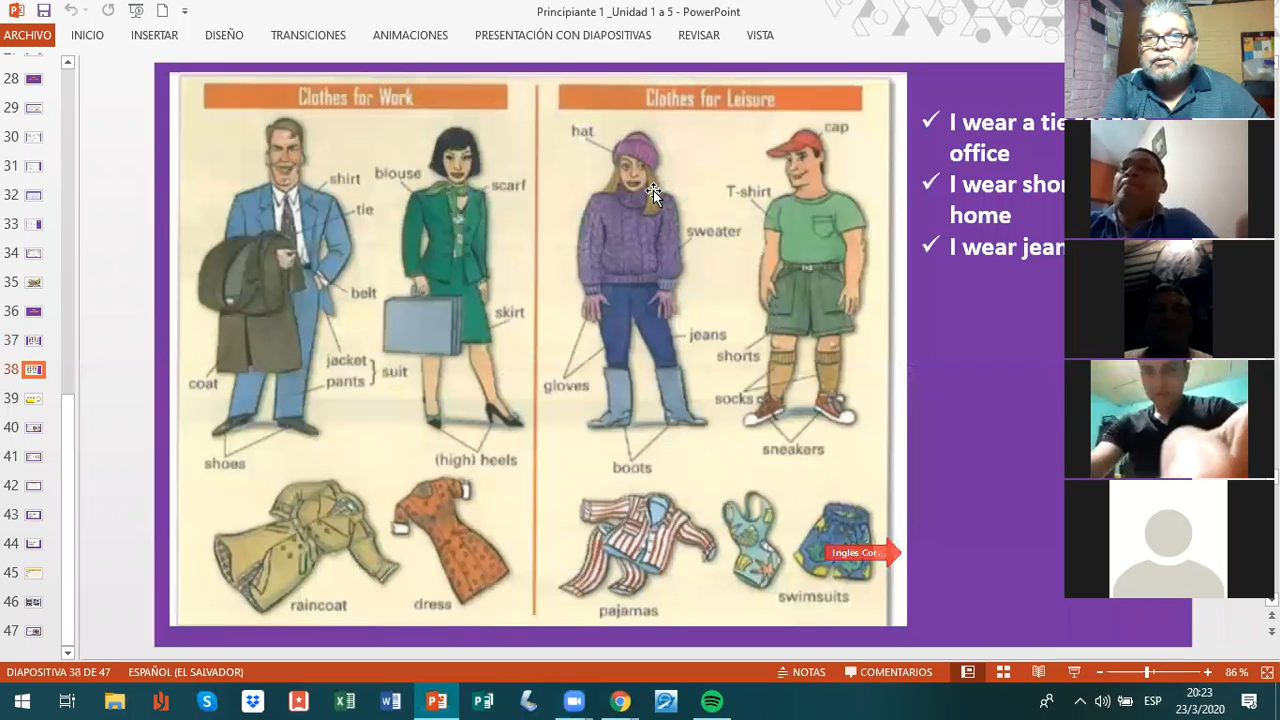 Principiante 1 _Unidad 1 a 5 - PowerPoint
ARCHIVO INICIO INSERTAR DISEÑO TRANSICIONES ANIMACIONES PRESENTACIÓN CON DIAPOSITIVAS REVISAR VISTA
28
29
30
31
32
33
34
35
36
37
38
39
40
41
42
43
44
45
46
47
Clothes for Work
shirt
blouse
scarf
tie
belt
skirt
jacket
pants
suit
coat
shoes
(high) heels
raincoat
dress
Clothes for Leisure
hat
cap
T-shirt
sweater
jeans
shorts
gloves
socks
sneakers
boots
pajamas
swimsuits
Ingles Cor...
I wear a tie
office
I wear shor
home
I wear jean
DIAPOSITIVA 38 DE 47 ESPAÑOL (EL SALVADOR) NOTAS COMENTARIOS 86 %
ESP
20:23
23/3/2020